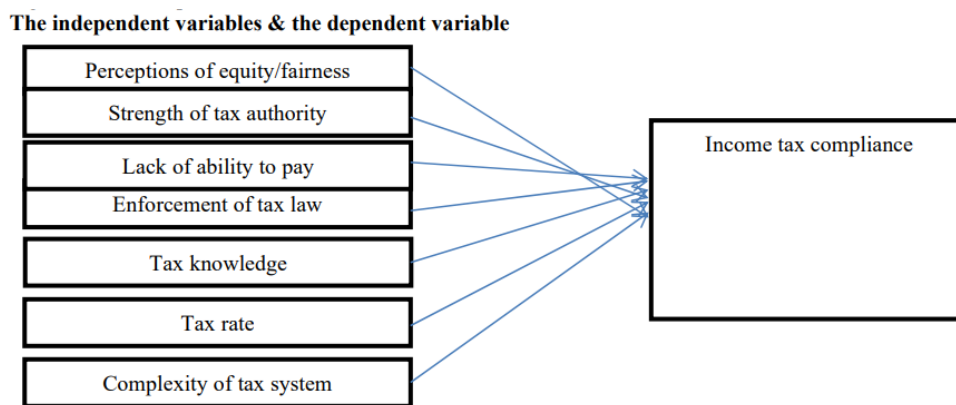 The independent variables & the dependent variable
Perceptions of equity/fairness
Strength of tax authority
Lack of ability to pay
Enforcement of tax law
Tax knowledge
Tax rate
Complexity of tax system
Income tax compliance